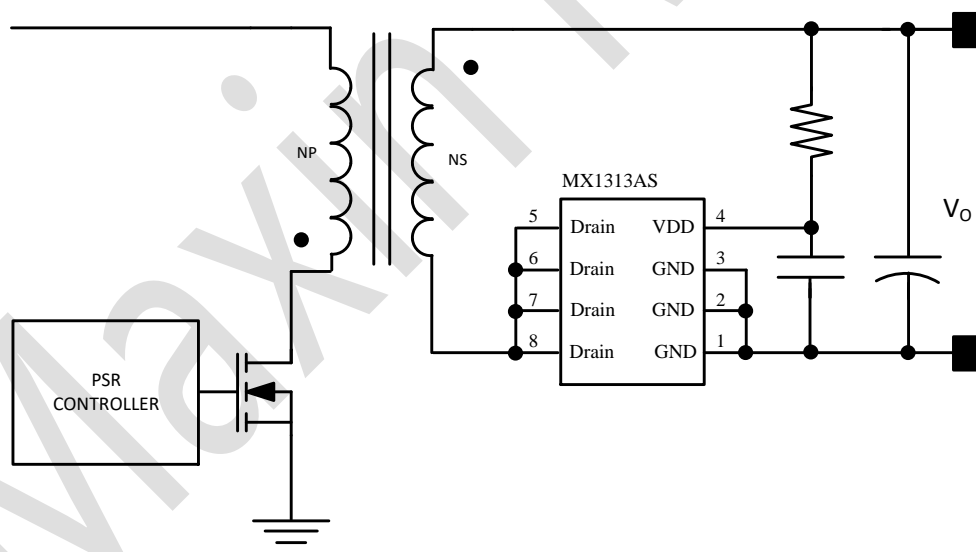 NP
NS
MX1313AS
5 Drain VDD 4
6 Drain GND 3
7 Drain GND 2
8 Drain GND 1
VO
PSR
CONTROLLER
Maxin